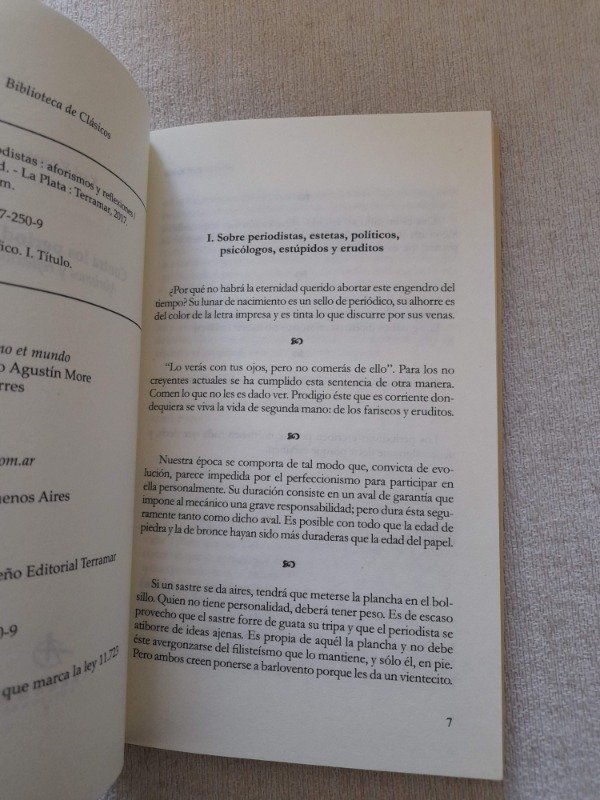 Biblioteca de Clásicos
odistas : aforismos y reflexiones /
d. - La Plata : Terramar, 2007.
m.
7-250-9
fico. I. Título.
no et mundo
o Agustín More
rres
om.ar
uenos Aires
eño Editorial Terramar
0-9
que marca la ley 11.723
I. Sobre periodistas, estetas, políticos,
psicólogos, estúpidos y eruditos
¿Por qué no habrá la eternidad querido abortar este engendro del
tiempo? Su lunar de nacimiento es un sello de periódico, su alhorre es
del color de la letra impresa y es tinta lo que discurre por sus venas.
"Lo verás con tus ojos, pero no comerás de ello". Para los no
creyentes actuales se ha cumplido esta sentencia de otra manera.
Comen lo que no les es dado ver. Prodigio éste que es corriente don-
dequiera se viva la vida de segunda mano: de los fariseos y eruditos.
Nuestra época se comporta de tal modo que, convicta de evo-
lución, parece impedida por el perfeccionismo para participar en
ella personalmente. Su duración consiste en un aval de garantía que
impone al mecánico una grave responsabilidad; pero dura ésta segu-
ramente tanto como dicho aval. Es posible con todo que la edad de
piedra y la de bronce hayan sido más duraderas que la edad del papel.
Si un sastre se da aires, tendrá que meterse la plancha en el bol-
sillo. Quien no tiene personalidad, deberá tener peso. Es de escaso
provecho que el sastre forre de guata su tripa y que el periodista se
atiborre de ideas ajenas. Es propia de aquél la plancha y no debe
éste avergonzarse del filisteísmo que lo mantiene, y sólo él, en pie.
Pero ambos creen ponerse a barlovento porque les da un vientecito.
7